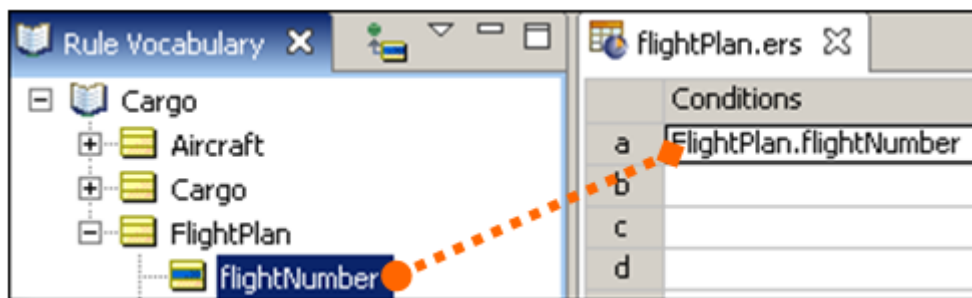 Rule Vocabulary
flightPlan.ers
Cargo
Aircraft
Cargo
FlightPlan
flightNumber
Conditions
a FlightPlan.flightNumber
b
c
d